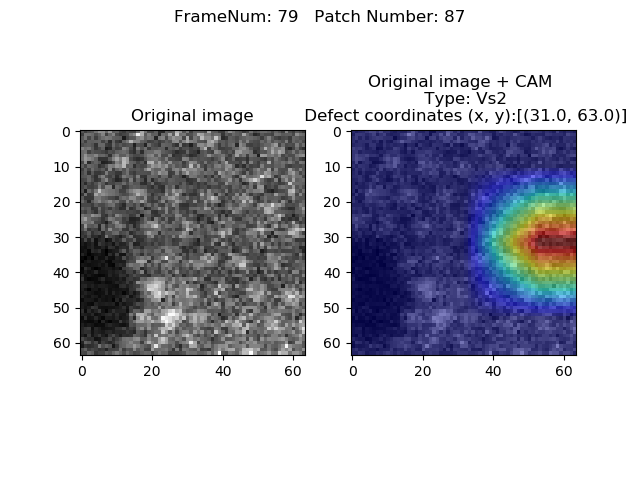 FrameNum: 79   Patch Number: 87
Original image
Original image + CAM
Type: Vs2
Defect coordinates (x, y):[(31.0, 63.0)]
0
10
20
30
40
50
60
0 20 40 60
0
10
20
30
40
50
60
0 20 40 60